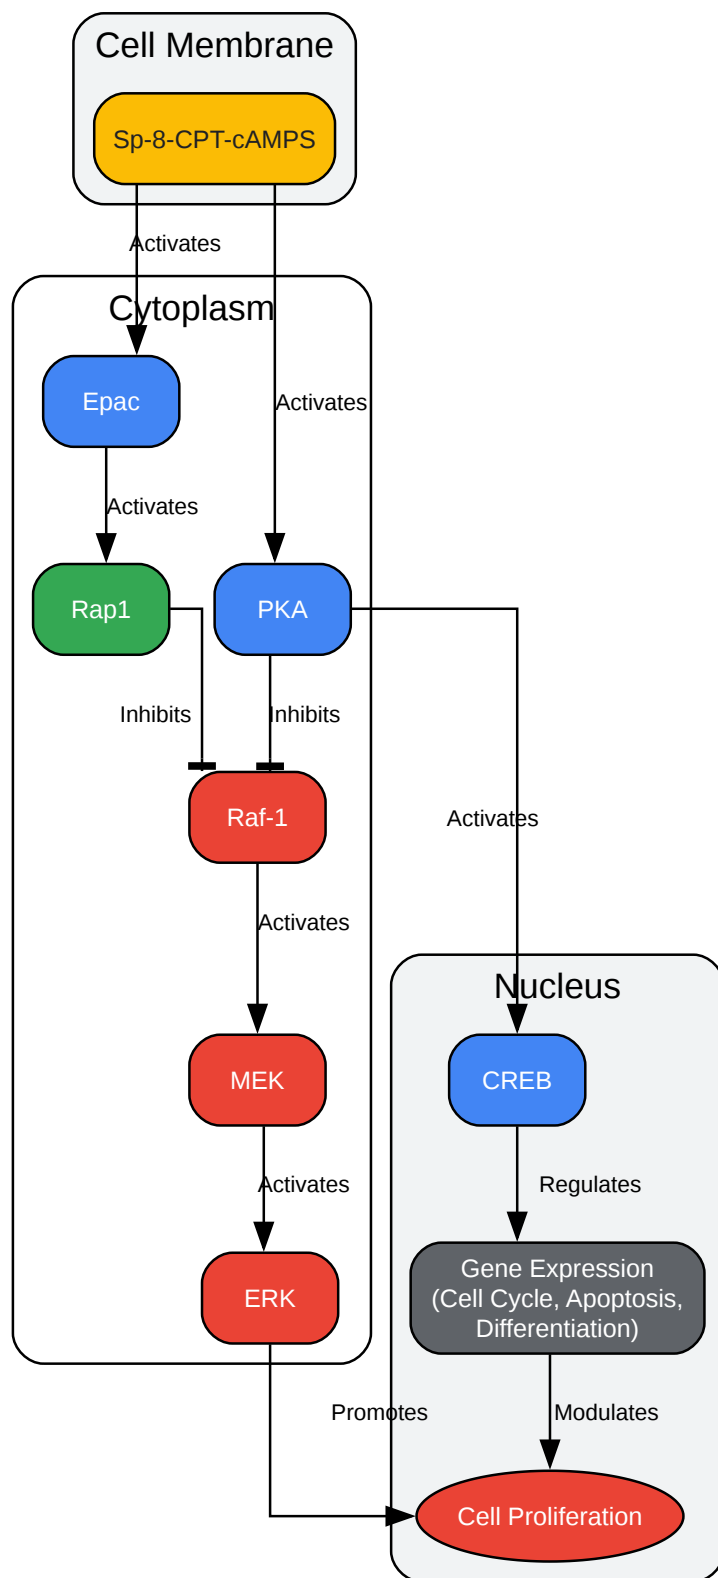 Cell Membrane
Sp-8-CPT-cAMPS
Activates
Cytoplasm
Epac
Activates
Activates
Rap1
PKA
Inhibits
Inhibits
Raf-1
Activates
Activates
Nucleus
MEK
CREB
Activates
Regulates
ERK
Gene Expression
(Cell Cycle, Apoptosis,
Differentiation)
Promotes
Modulates
Cell Proliferation